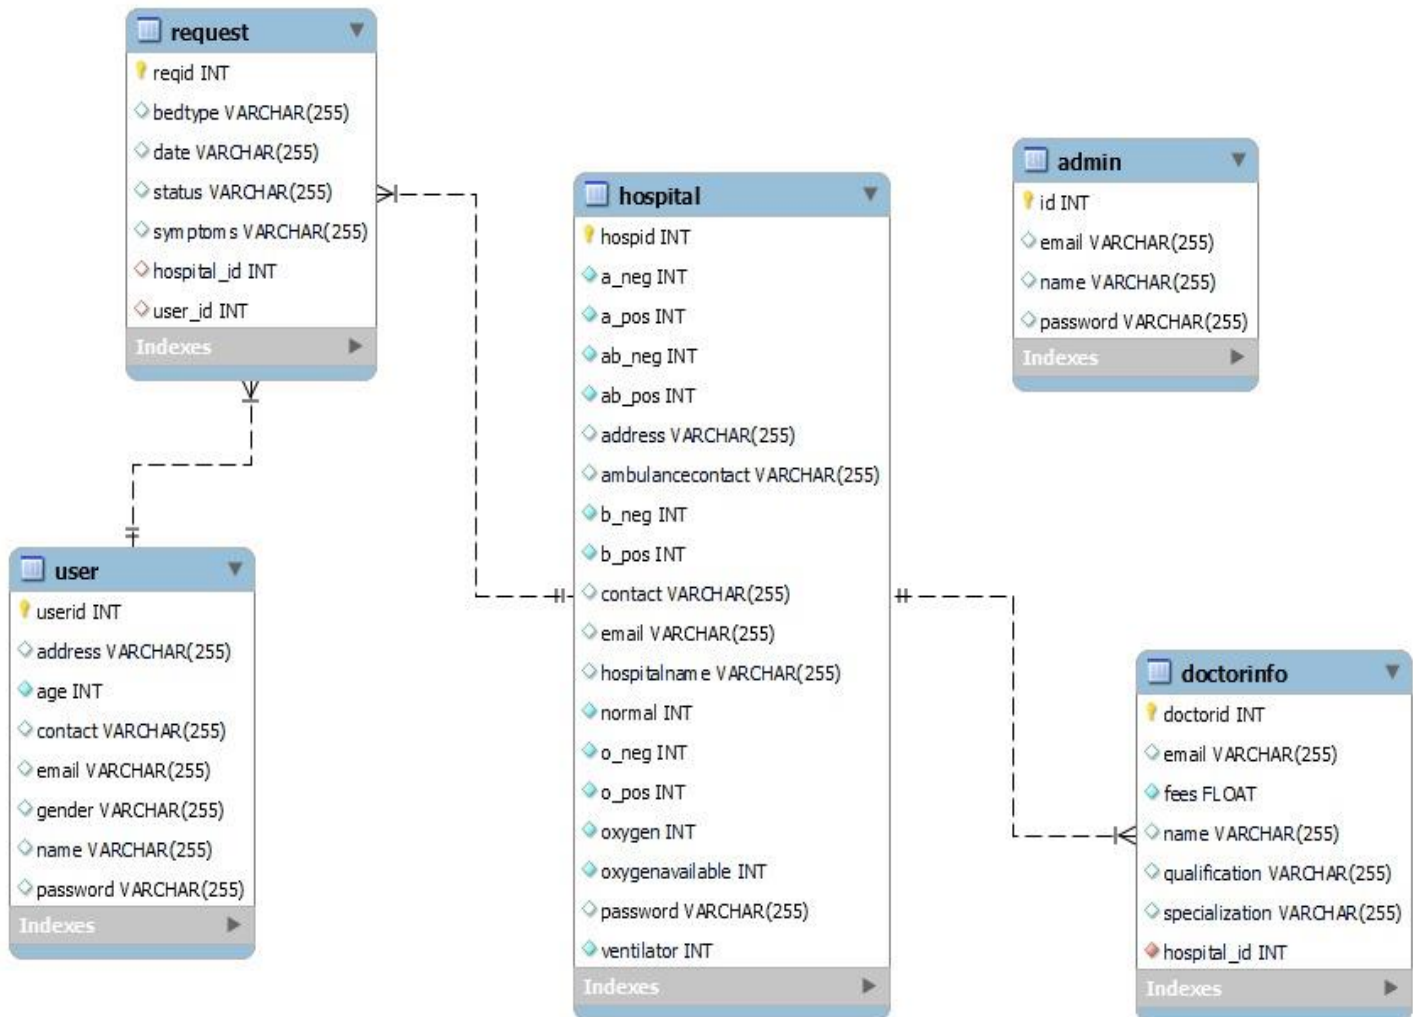 request
reqid INT
bedtype VARCHAR(255)
date VARCHAR(255)
status VARCHAR(255)
symptoms VARCHAR(255)
hospital_id INT
user_id INT
Indexes
user
userid INT
address VARCHAR(255)
age INT
contact VARCHAR(255)
email VARCHAR(255)
gender VARCHAR(255)
name VARCHAR(255)
password VARCHAR(255)
Indexes
hospital
hospid INT
a_neg INT
a_pos INT
ab_neg INT
ab_pos INT
address VARCHAR(255)
ambulancecontact VARCHAR(255)
b_neg INT
b_pos INT
contact VARCHAR(255)
email VARCHAR(255)
hospitalname VARCHAR(255)
normal INT
o_neg INT
o_pos INT
oxygen INT
oxygenavailable INT
password VARCHAR(255)
ventilator INT
Indexes
admin
id INT
email VARCHAR(255)
name VARCHAR(255)
password VARCHAR(255)
Indexes
doctorinfo
doctorid INT
email VARCHAR(255)
fees FLOAT
name VARCHAR(255)
qualification VARCHAR(255)
specialization VARCHAR(255)
hospital_id INT
Indexes